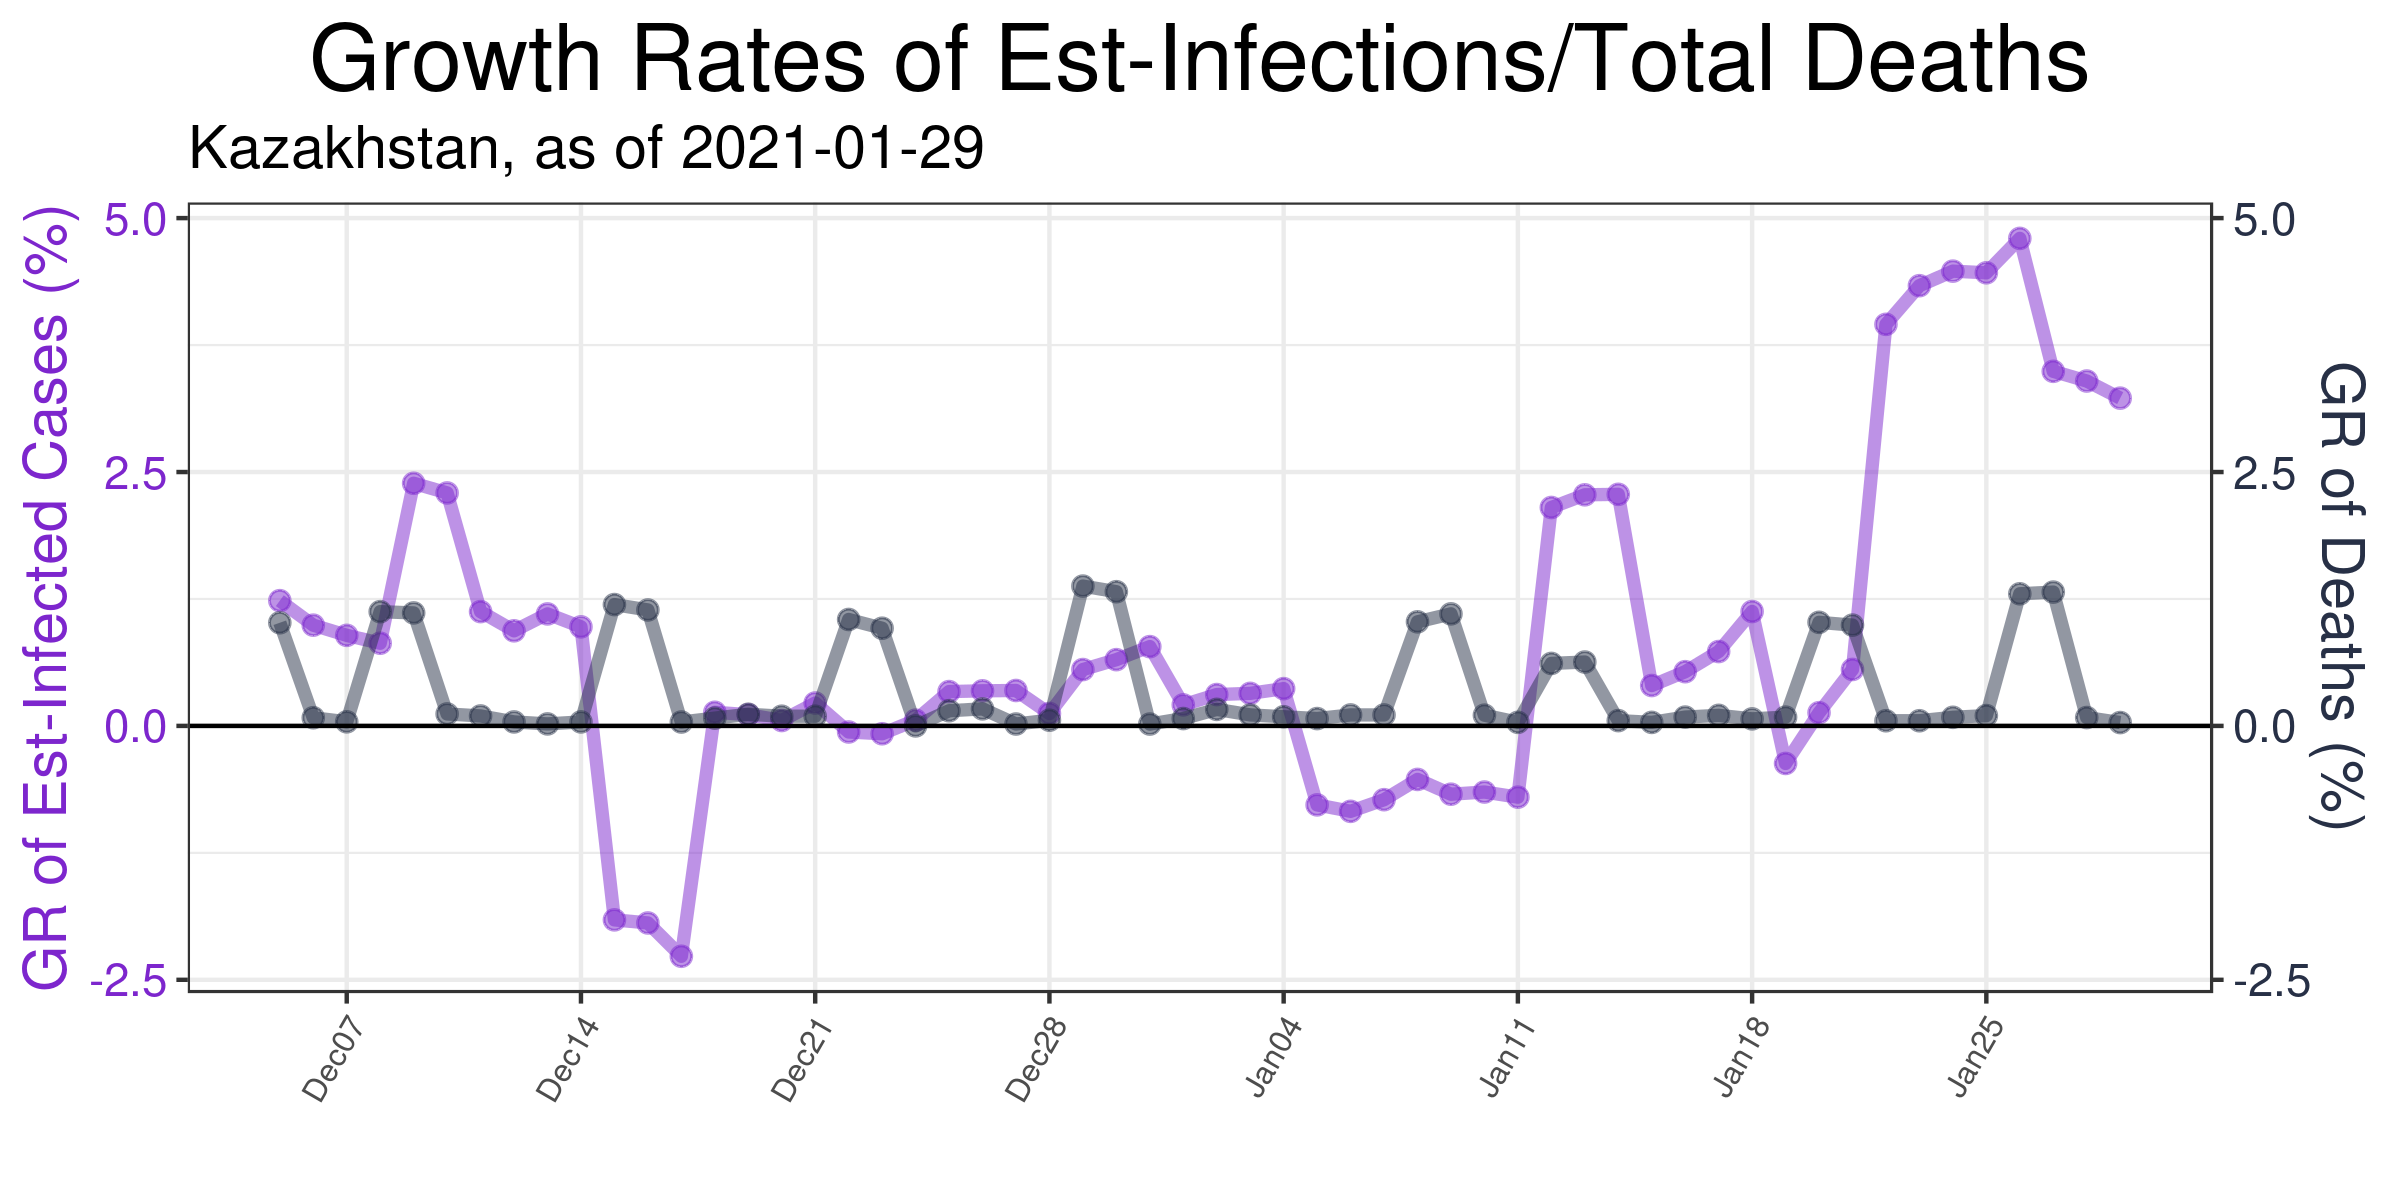 Growth Rates of Est-Infections/Total Deaths
Kazakhstan, as of 2021-01-29
GR of Est-Infected Cases (%)
5.0
2.5
0.0
-2.5
5.0
2.5
0.0
-2.5
GR of Deaths (%)
Dec07
Dec14
Dec21
Dec28
Jan04
Jan11
Jan18
Jan25